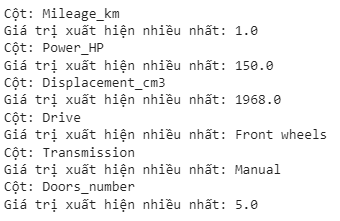 Cột: Mileage_km
Giá trị xuất hiện nhiều nhất: 1.0
Cột: Power_HP
Giá trị xuất hiện nhiều nhất: 150.0
Cột: Displacement_cm3
Giá trị xuất hiện nhiều nhất: 1968.0
Cột: Drive
Giá trị xuất hiện nhiều nhất: Front wheels
Cột: Transmission
Giá trị xuất hiện nhiều nhất: Manual
Cột: Doors_number
Giá trị xuất hiện nhiều nhất: 5.0